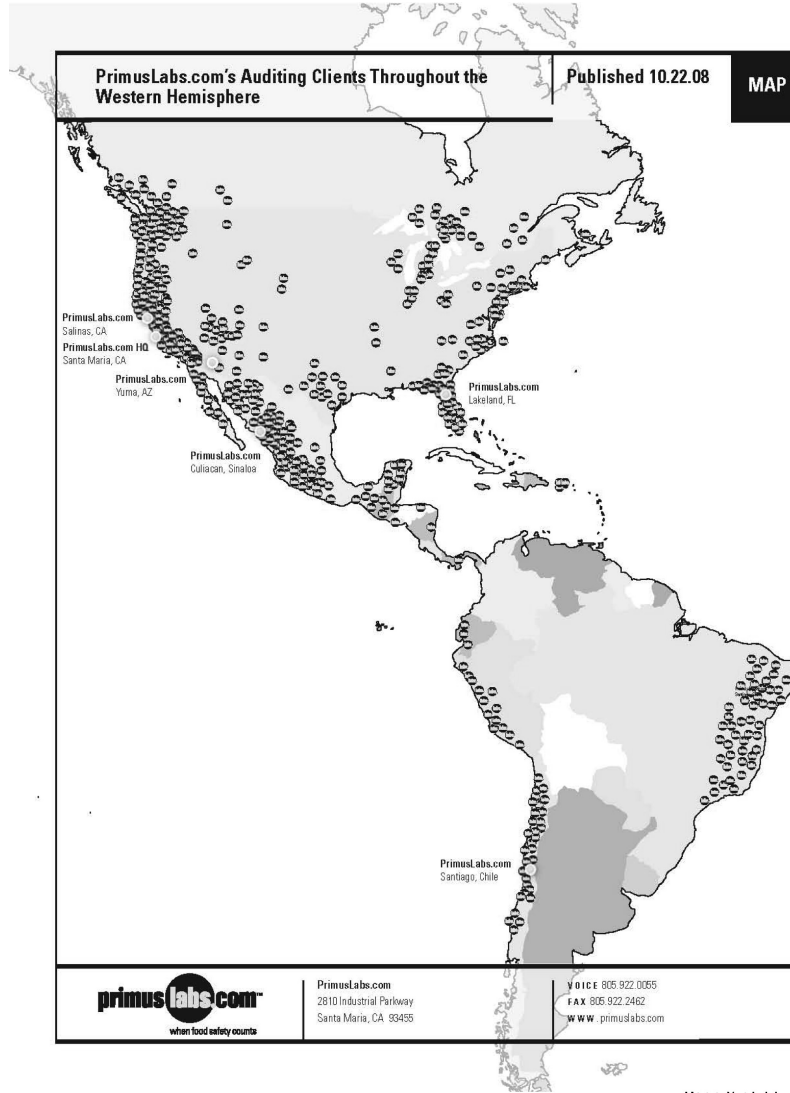 PrimusLabs.com's Auditing Clients Throughout the
Western Hemisphere
Published 10.22.08
MAP
PrimusLabs.com
Salinas, CA
PrimusLabs.com HQ
Santa Maria, CA
PrimusLabs.com
Yuma, AZ
PrimusLabs.com
Lakeland, FL
PrimusLabs.com
Culiacan, Sinaloa
PrimusLabs.com
Santiago, Chile
primuslabs.com™
when food safety counts
PrimusLabs.com
2810 Industrial Parkway
Santa Maria, CA 93455
VOICE 805.922.0055
FAX 805.922.2462
WWW.primuslabs.com